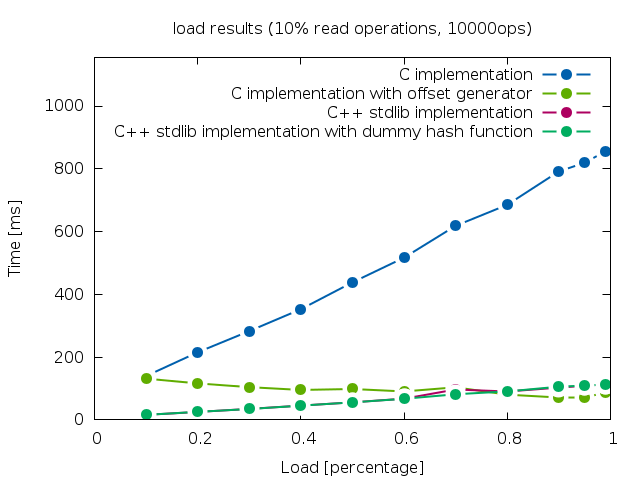 load results (10% read operations, 10000ops)
C implementation
C implementation with offset generator
C++ stdlib implementation
C++ stdlib implementation with dummy hash function
1000
800
600
400
200
0
Time [ms]
0 0.2 0.4 0.6 0.8 1
Load [percentage]